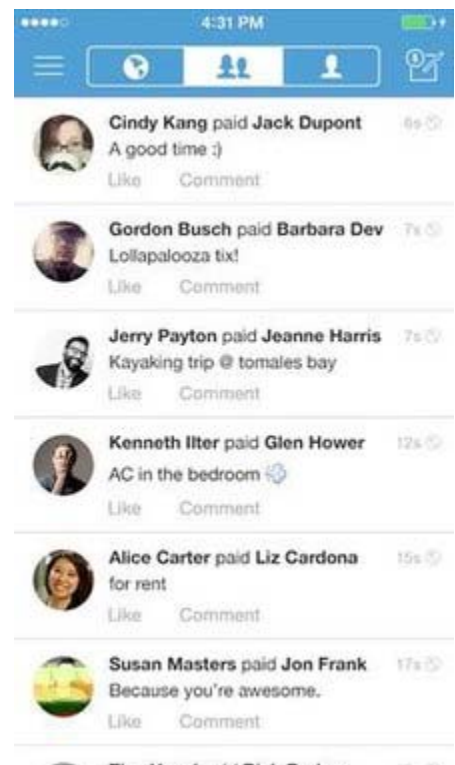 4:31 PM
Cindy Kang paid Jack Dupont 6s
A good time :)
Like Comment
Gordon Busch paid Barbara Dev 7s
Lollapalooza tix!
Like Comment
Jerry Payton paid Jeanne Harris 7s
Kayaking trip @ tomales bay
Like Comment
Kenneth Ilter paid Glen Hower 12s
AC in the bedroom 💨
Like Comment
Alice Carter paid Liz Cardona 15s
for rent
Like Comment
Susan Masters paid Jon Frank 17s
Because you're awesome.
Like Comment